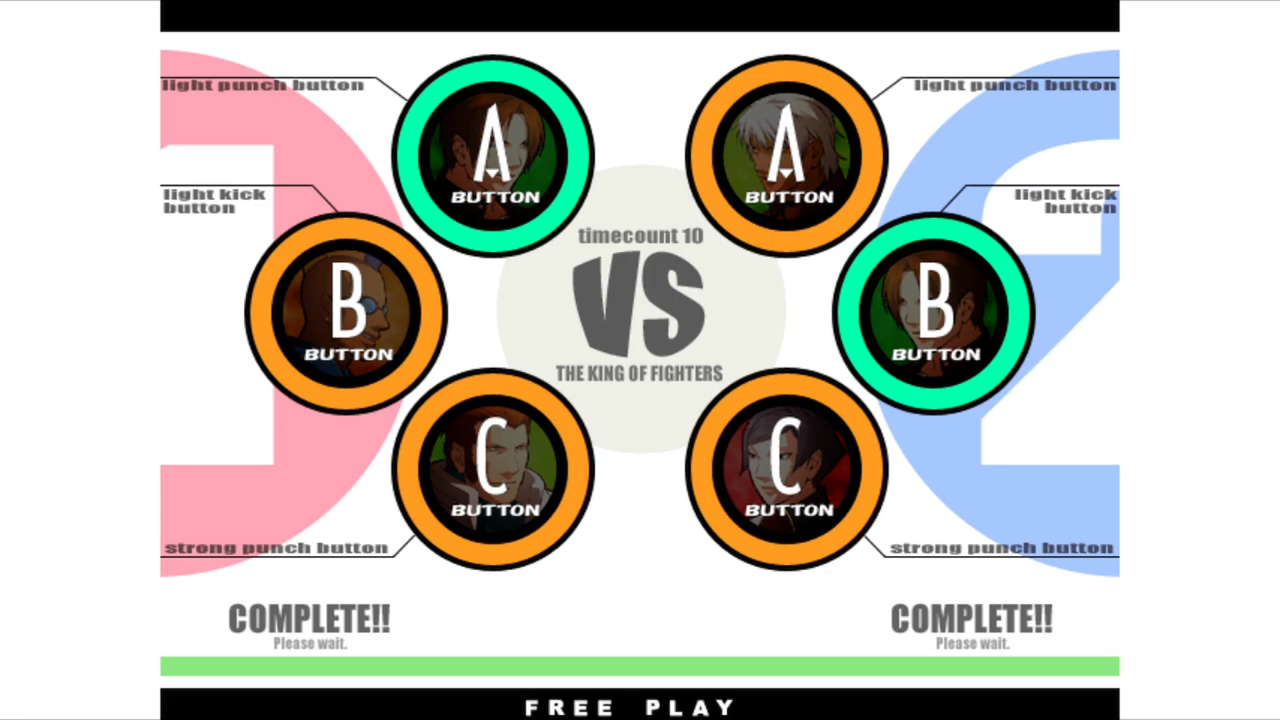 light punch button
light punch button
A
BUTTON
A
BUTTON
light kick
button
light kick
button
timecount 10
VS
THE KING OF FIGHTERS
B
BUTTON
B
BUTTON
C
BUTTON
C
BUTTON
strong punch button
strong punch button
COMPLETE!!
Please wait.
COMPLETE!!
Please wait.
FREE PLAY
1
2